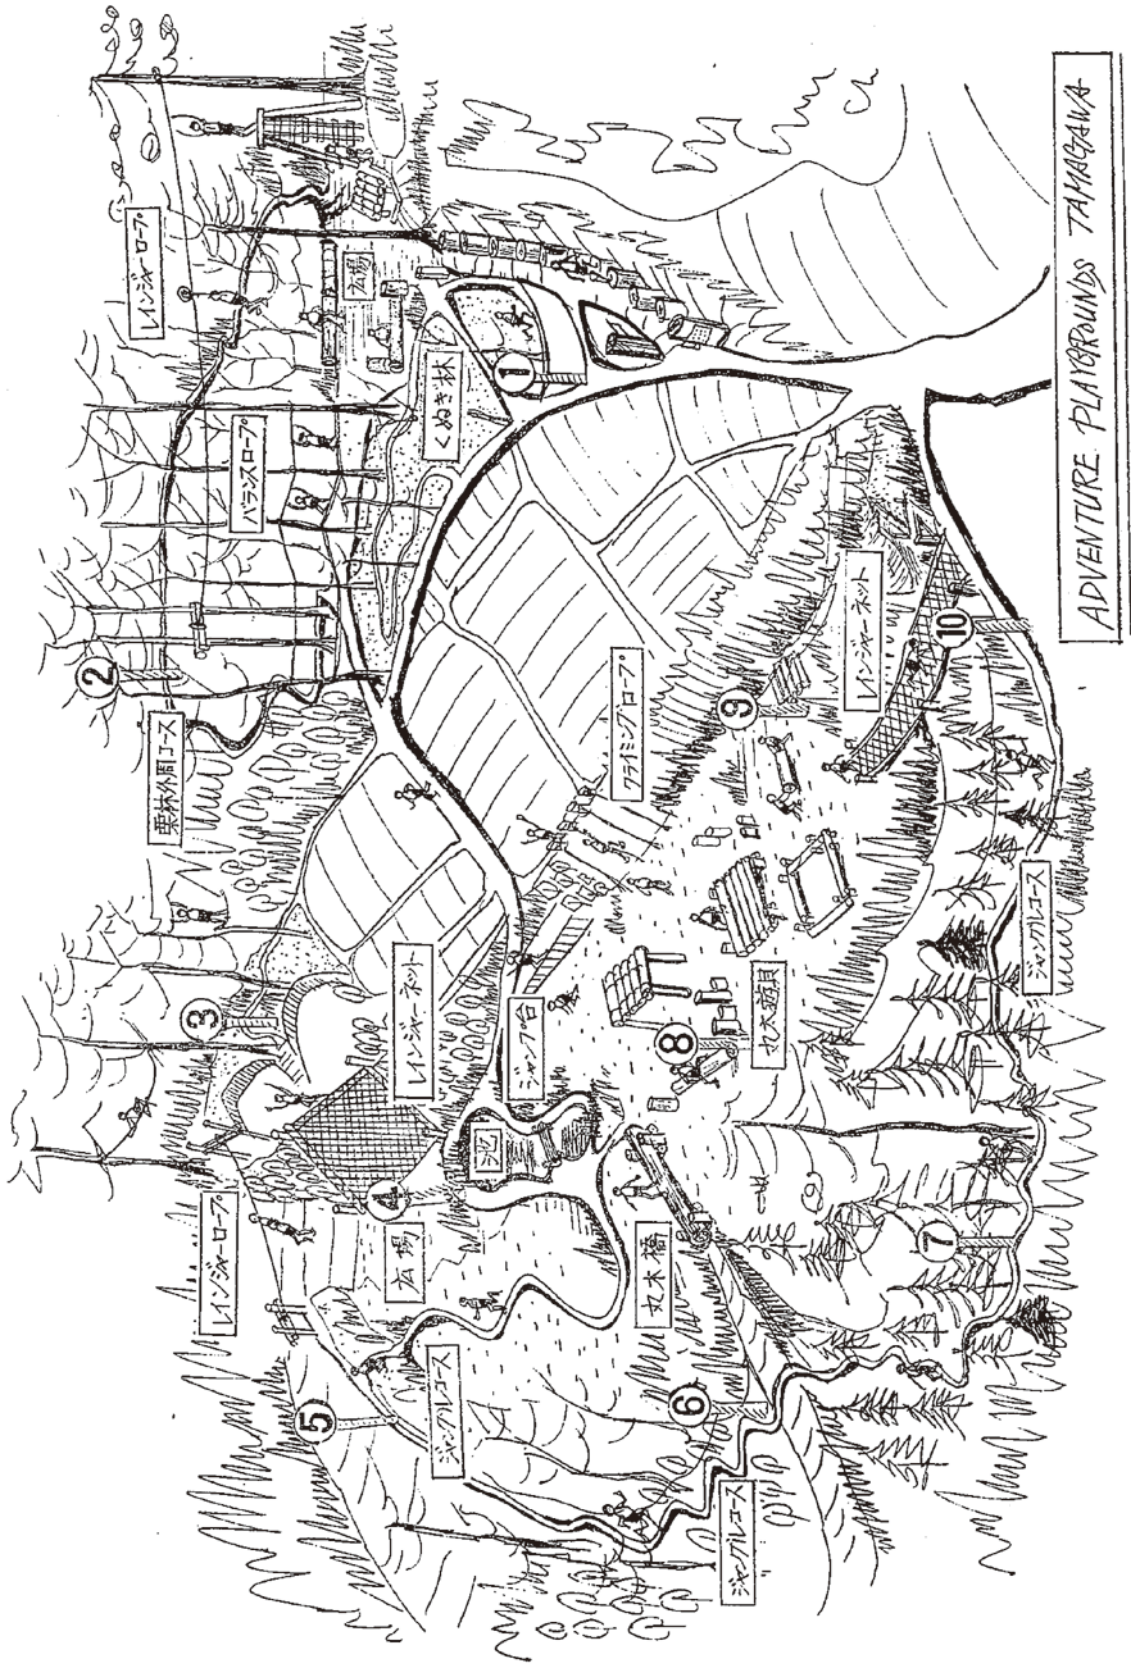 ②
レインジャーロープ
栗林外周コース
③
レインジャーロープ
バランスロープ
⑤
広場
④
広場
レインジャーネット
くぬぎ林
ジャングルコース
沼
①
ジャンプ台
クライミングロープ
丸木橋
⑧
⑥
⑨
ジャングルコース
丸木遊具
レインジャーネット
⑦
⑩
ジャングルコース
ADVENTURE PLAYGROUNDS TAMAGAWA